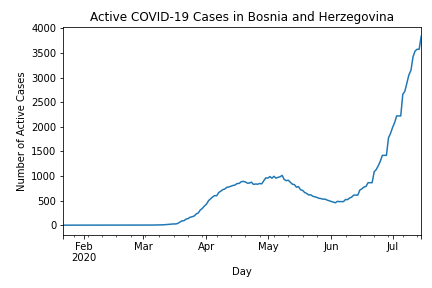 Active COVID-19 Cases in Bosnia and Herzegovina
4000
3500
3000
2500
2000
1500
1000
500
0
Number of Active Cases
Feb Mar Apr May Jun Jul
2020
Day